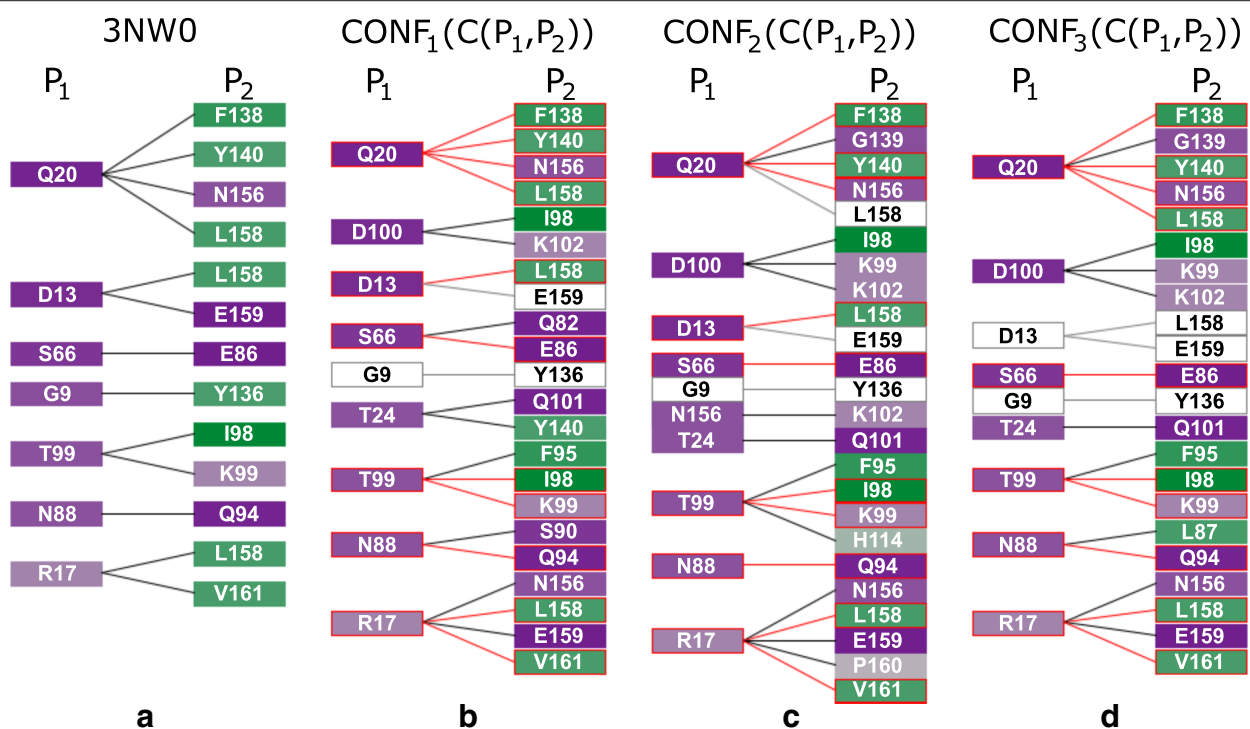 3NW0
P1 P2
Q20
F138
Y140
N156
L158
D13
L158
E159
S66
E86
G9
Y136
T99
I98
K99
N88
Q94
R17
L158
V161
a
CONF1(C(P1,P2))
P1 P2
Q20
F138
Y140
N156
L158
D100
I98
K102
D13
L158
E159
S66
Q82
E86
G9
Y136
T24
Q101
Y140
T99
F95
I98
K99
N88
S90
Q94
R17
N156
L158
E159
V161
b
CONF2(C(P1,P2))
P1 P2
Q20
F138
G139
Y140
N156
L158
D100
I98
K99
K102
D13
L158
E159
S66
E86
G9
Y136
N156
K102
T24
Q101
T99
F95
I98
K99
H114
N88
Q94
R17
N156
L158
E159
P160
V161
c
CONF3(C(P1,P2))
P1 P2
Q20
F138
G139
Y140
N156
L158
D100
I98
K99
K102
D13
L158
E159
S66
E86
G9
Y136
T24
Q101
T99
F95
I98
K99
N88
L87
Q94
R17
N156
L158
E159
V161
d